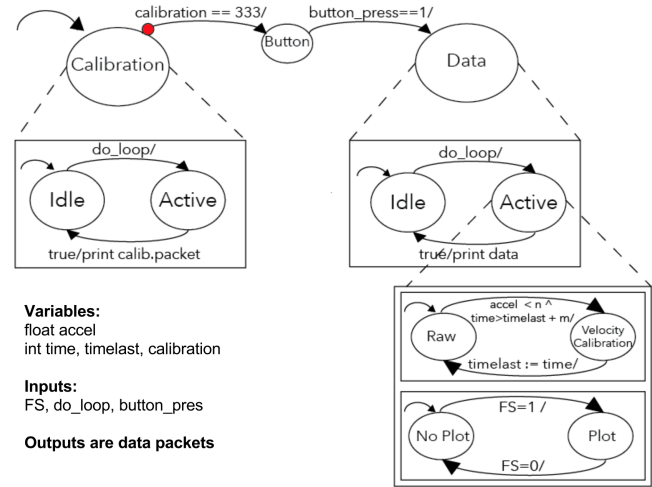 calibration == 333/
button_press==1/
Calibration
Button
Data
do_loop/
Idle
Active
true/print calib.packet
do_loop/
Idle
Active
true/print data
accel < n ^
time>timelast + m/
Raw
Velocity
Calibration
timelast := time/
FS=1 /
No Plot
Plot
FS=0/
Variables:
float accel
int time, timelast, calibration
Inputs:
FS, do_loop, button_pres
Outputs are data packets